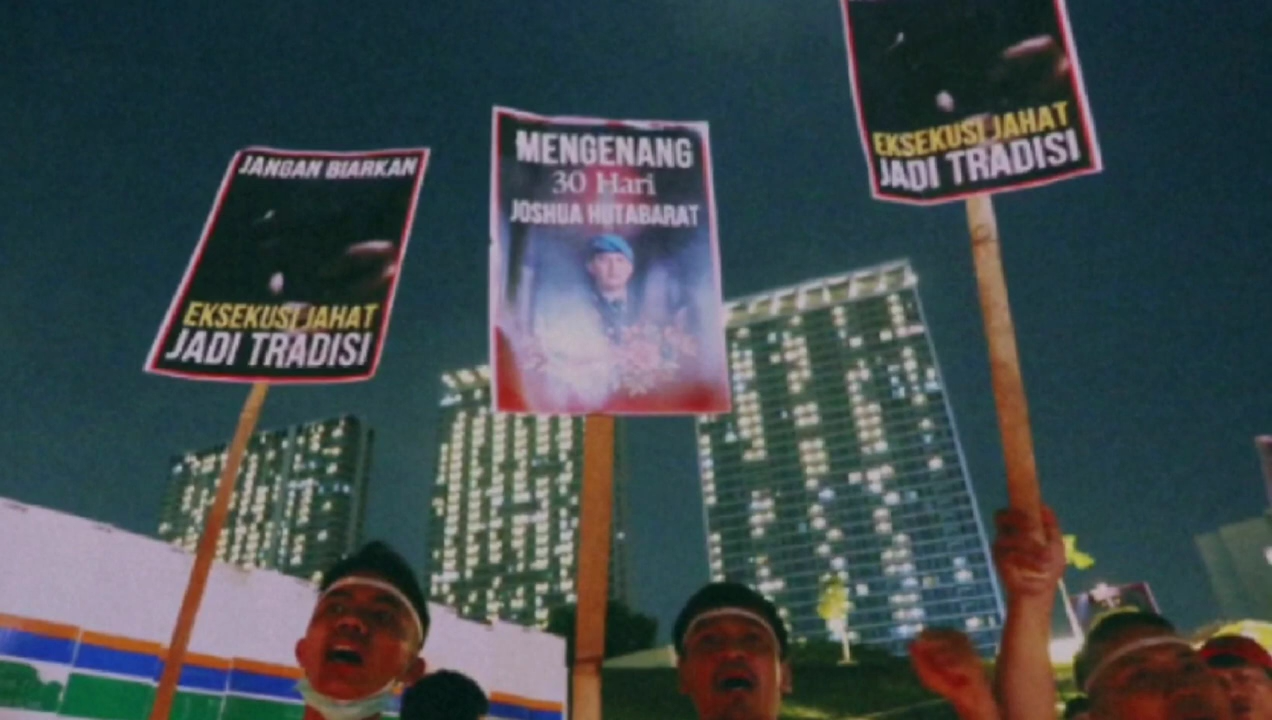 JANGAN BIARKAN
EKSEKUSI JAHAT
JADI TRADISI
MENGENANG
30 Hari
JOSHUA HUTABARAT
EKSEKUSI JAHAT
JADI TRADISI